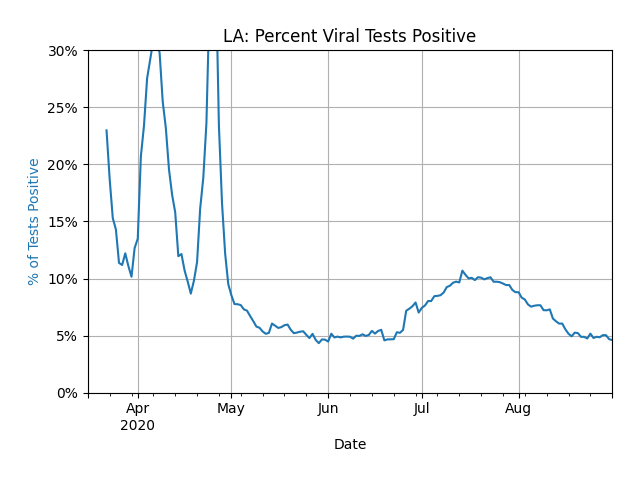 LA: Percent Viral Tests Positive
% of Tests Positive
30%
25%
20%
15%
10%
5%
0%
Apr
2020
May
Jun
Jul
Aug
Date